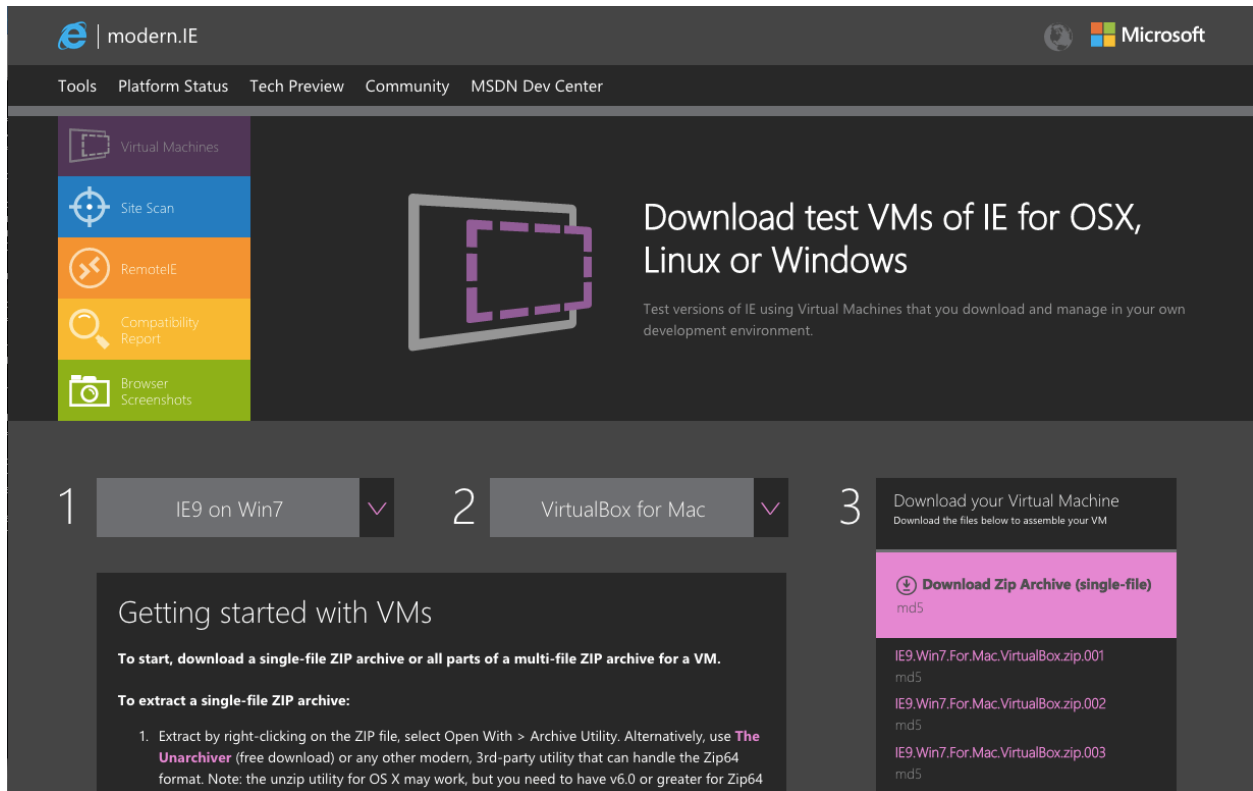 modern.IE
Microsoft
Tools Platform Status Tech Preview Community MSDN Dev Center
Virtual Machines
Site Scan
RemoteIE
Compatibility
Report
Browser
Screenshots
Download test VMs of IE for OSX,
Linux or Windows
Test versions of IE using Virtual Machines that you download and manage in your own
development environment.
1 IE9 on Win7
2 VirtualBox for Mac
3 Download your Virtual Machine
Download the files below to assemble your VM
Download Zip Archive (single-file)
md5
IE9.Win7.For.Mac.VirtualBox.zip.001
md5
IE9.Win7.For.Mac.VirtualBox.zip.002
md5
IE9.Win7.For.Mac.VirtualBox.zip.003
md5
Getting started with VMs
To start, download a single-file ZIP archive or all parts of a multi-file ZIP archive for a VM.
To extract a single-file ZIP archive:
1. Extract by right-clicking on the ZIP file, select Open With > Archive Utility. Alternatively, use The
Unarchiver (free download) or any other modern, 3rd-party utility that can handle the Zip64
format. Note: the unzip utility for OS X may work, but you need to have v6.0 or greater for Zip64